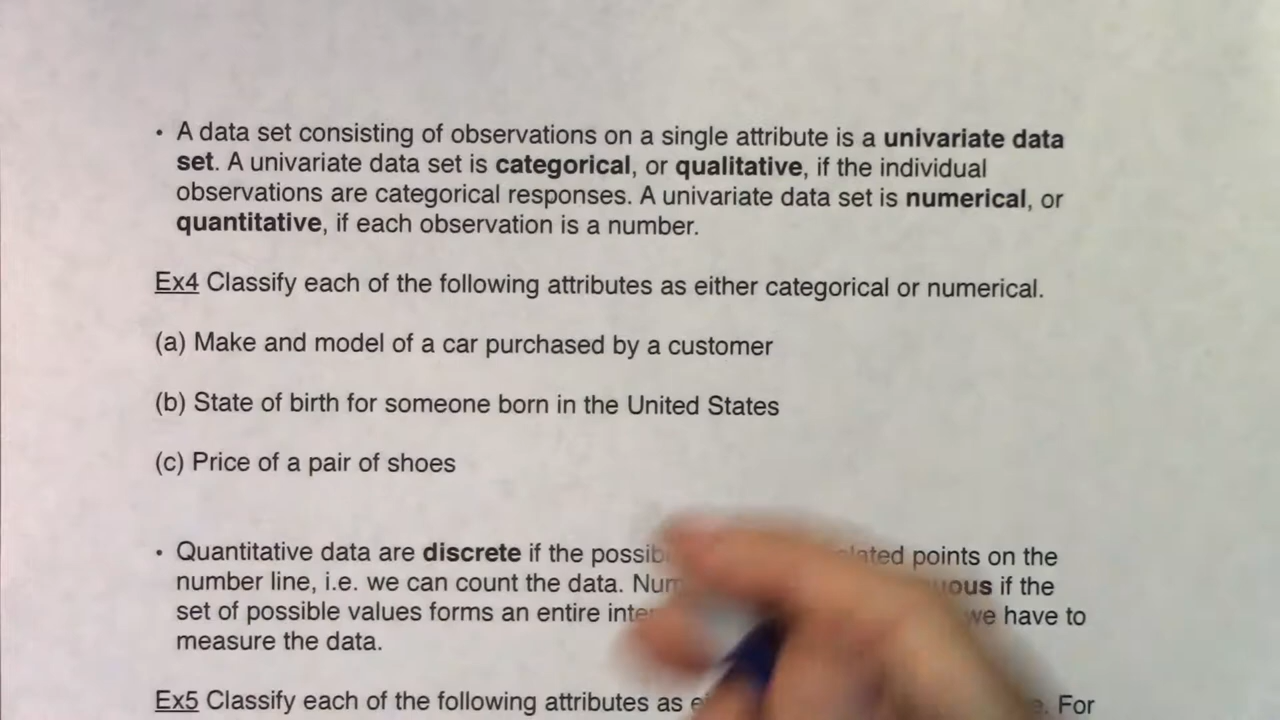 • A data set consisting of observations on a single attribute is a univariate data
set. A univariate data set is categorical, or qualitative, if the individual
observations are categorical responses. A univariate data set is numerical, or
quantitative, if each observation is a number.
Ex4 Classify each of the following attributes as either categorical or numerical.
(a) Make and model of a car purchased by a customer
(b) State of birth for someone born in the United States
(c) Price of a pair of shoes
• Quantitative data are discrete if the points on the
number line, i.e. we can count the data. if the
set of possible values forms an entire we have to
measure the data.
Ex5 Classify each of the following attributes as For